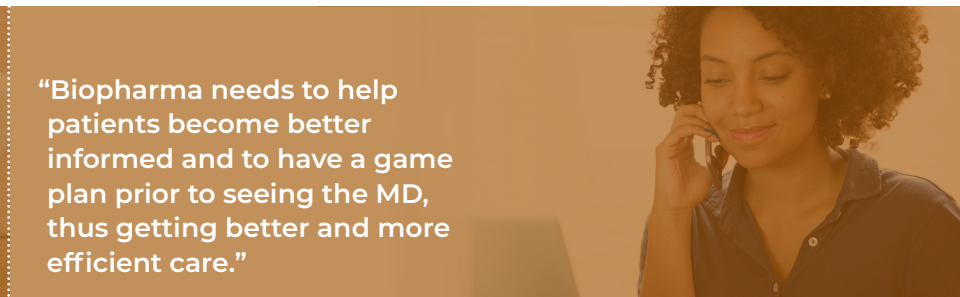 “Biopharma needs to help
patients become better
informed and to have a game
plan prior to seeing the MD,
thus getting better and more
efficient care.”